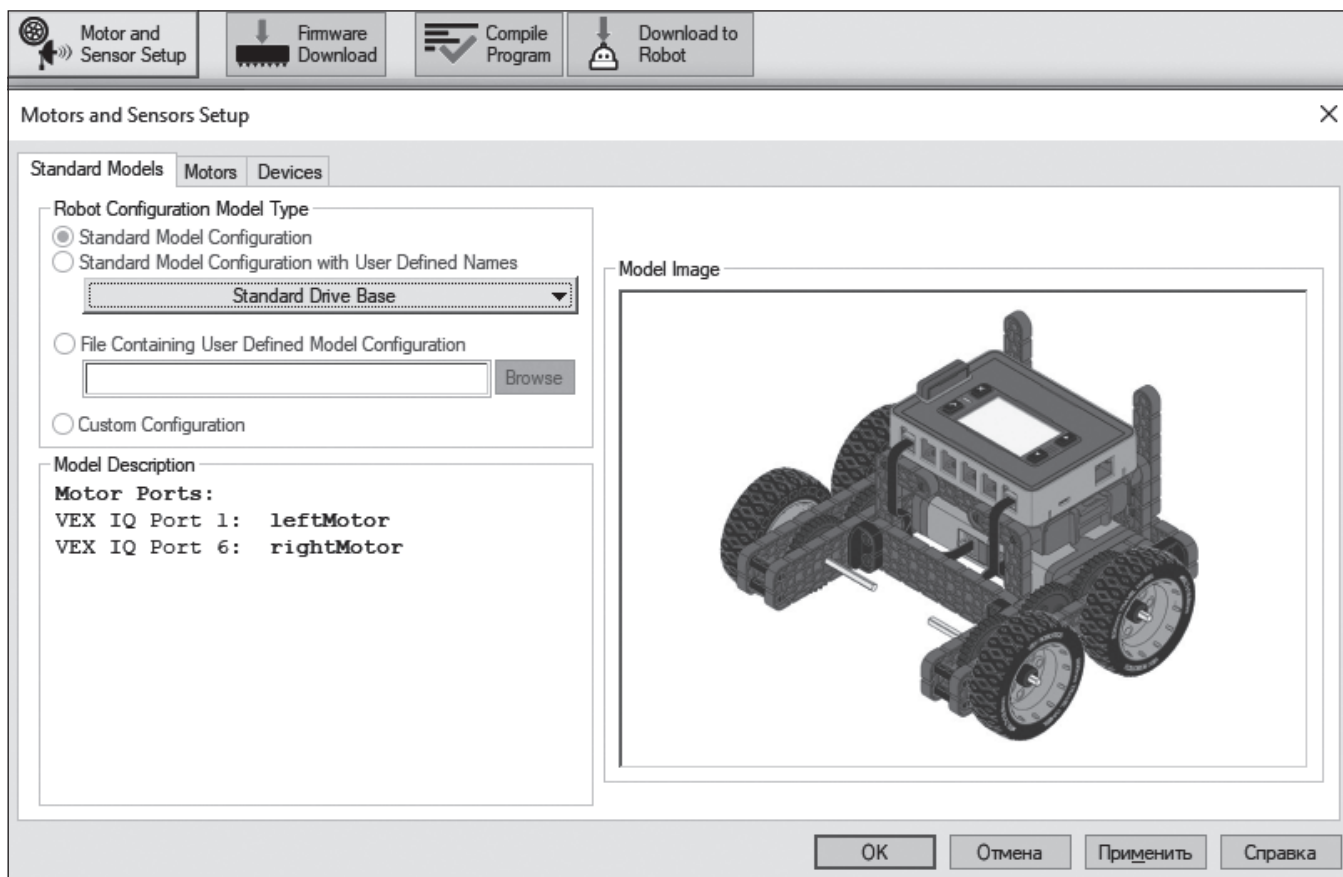 Motor and
Sensor Setup
Firmware
Download
Compile
Program
Download to
Robot
Motors and Sensors Setup
Standard Models
Motors
Devices
Robot Configuration Model Type
Standard Model Configuration
Standard Model Configuration with User Defined Names
Standard Drive Base
File Containing User Defined Model Configuration
Browse
Custom Configuration
Model Description
Motor Ports:
VEX IQ Port 1: leftMotor
VEX IQ Port 6: rightMotor
Model Image
OK
Отмена
Применить
Справка